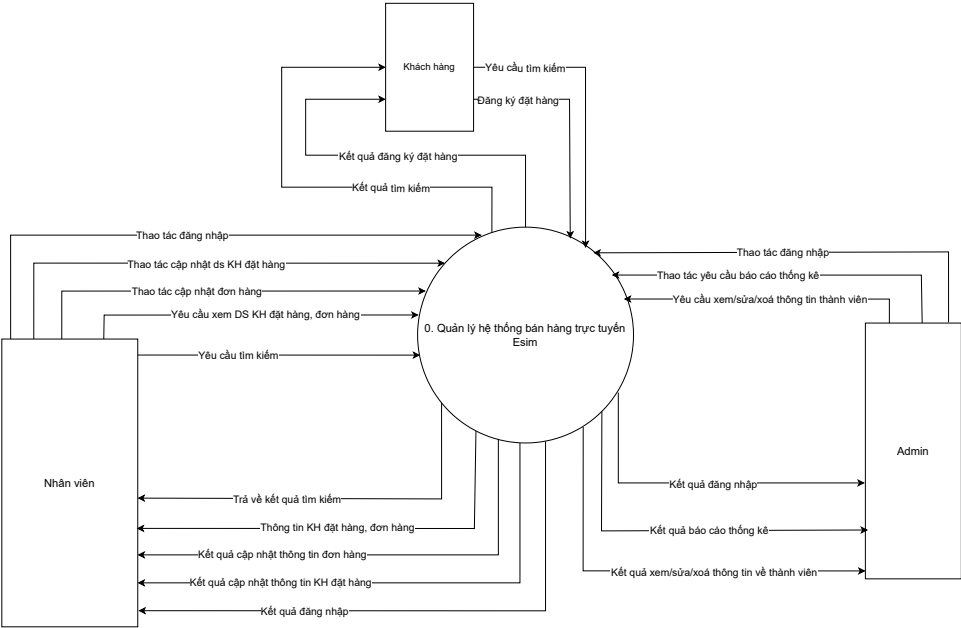 Khách hàng
Yêu cầu tìm kiếm
Đăng ký đặt hàng
Kết quả đăng ký đặt hàng
Kết quả tìm kiếm
Thao tác đăng nhập
Thao tác cập nhật ds KH đặt hàng
Thao tác cập nhật đơn hàng
Yêu cầu xem DS KH đặt hàng, đơn hàng
Yêu cầu tìm kiếm
0. Quản lý hệ thống bán hàng trực tuyến
Esim
Thao tác đăng nhập
Thao tác yêu cầu báo cáo thống kê
Yêu cầu xem/sửa/xoá thông tin thành viên
Nhân viên
Admin
Trả về kết quả tìm kiếm
Thông tin KH đặt hàng, đơn hàng
Kết quả cập nhật thông tin đơn hàng
Kết quả cập nhật thông tin KH đặt hàng
Kết quả đăng nhập
Kết quả đăng nhập
Kết quả báo cáo thống kê
Kết quả xem/sửa/xoá thông tin về thành viên